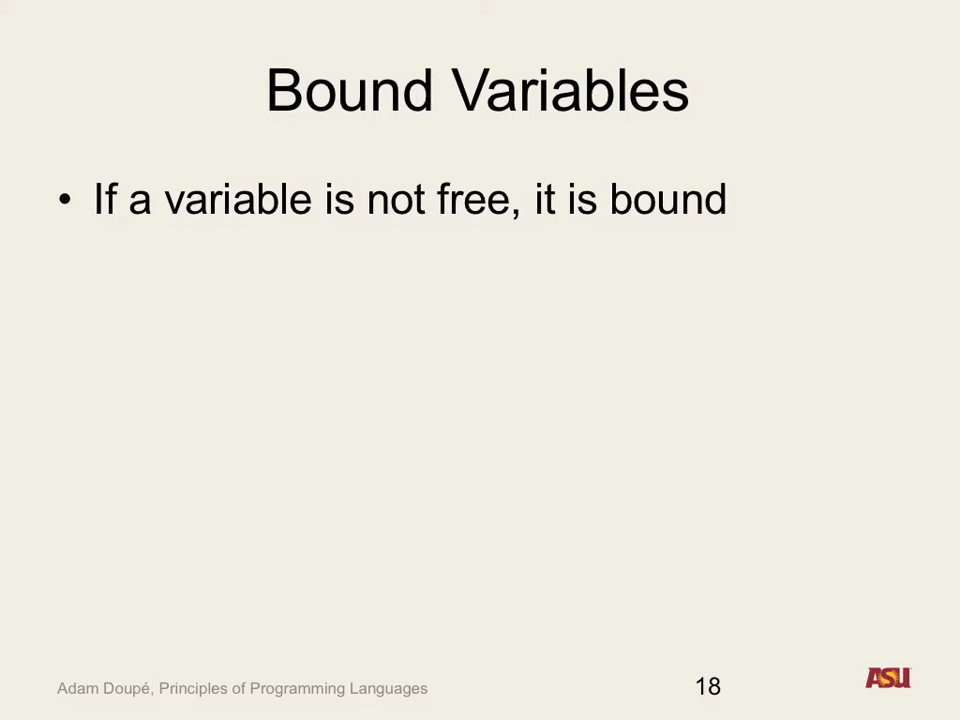 Bound Variables
• If a variable is not free, it is bound
Adam Doupé, Principles of Programming Languages
18
ASU